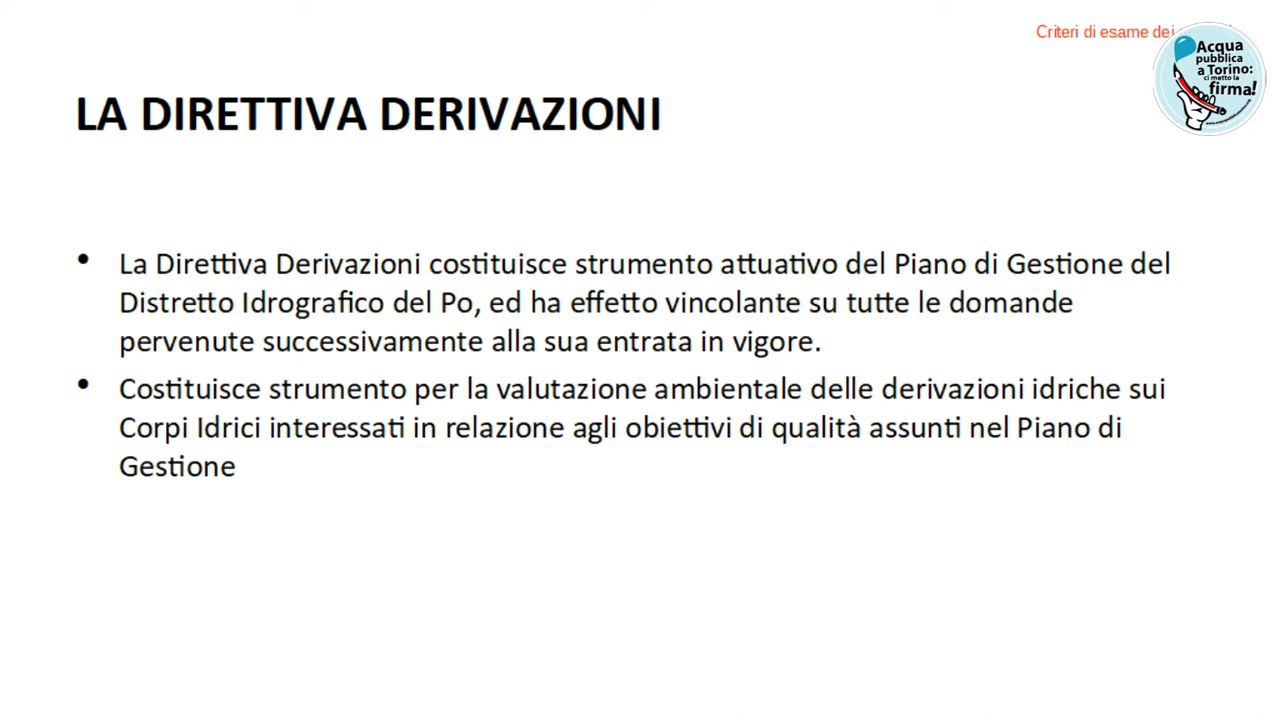 Criteri di esame dei
Acqua
pubblica
a Torino:
ci metto la
firma!
LA DIRETTIVA DERIVAZIONI
• La Direttiva Derivazioni costituisce strumento attuativo del Piano di Gestione del
Distretto Idrografico del Po, ed ha effetto vincolante su tutte le domande
pervenute successivamente alla sua entrata in vigore.
• Costituisce strumento per la valutazione ambientale delle derivazioni idriche sui
Corpi Idrici interessati in relazione agli obiettivi di qualità assunti nel Piano di
Gestione